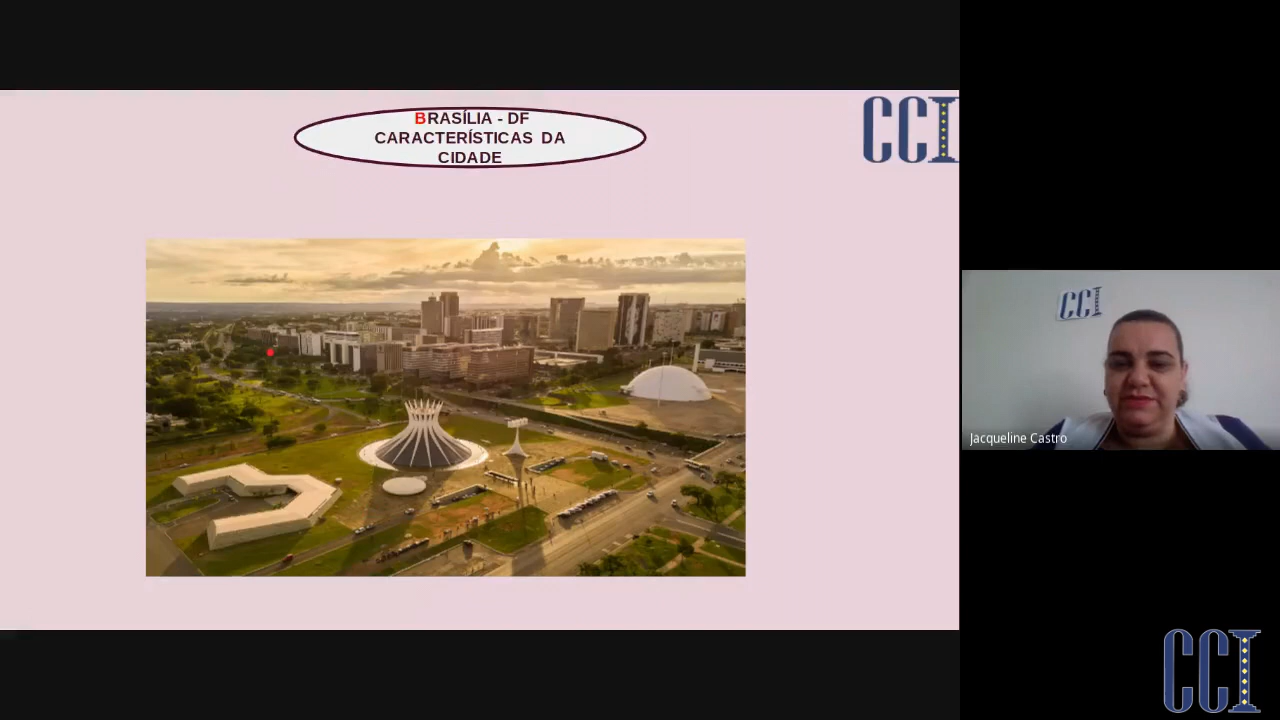 BRASÍLIA - DF
CARACTERÍSTICAS DA
CIDADE
CCI
CCI
Jacqueline Castro
CCI